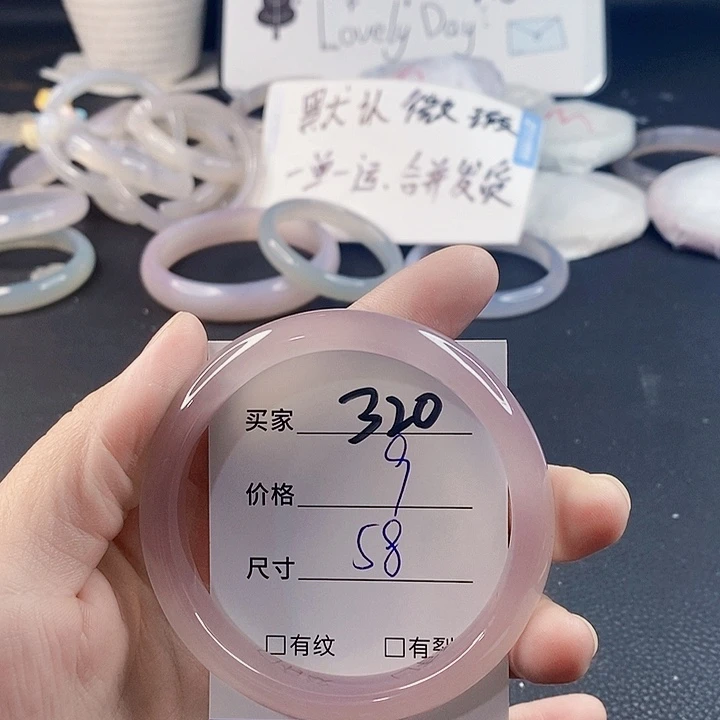 Lovely Day
默认微瑕
一单一运.合并发货
买家 320
价格 9
尺寸 58
□有纹 □有裂